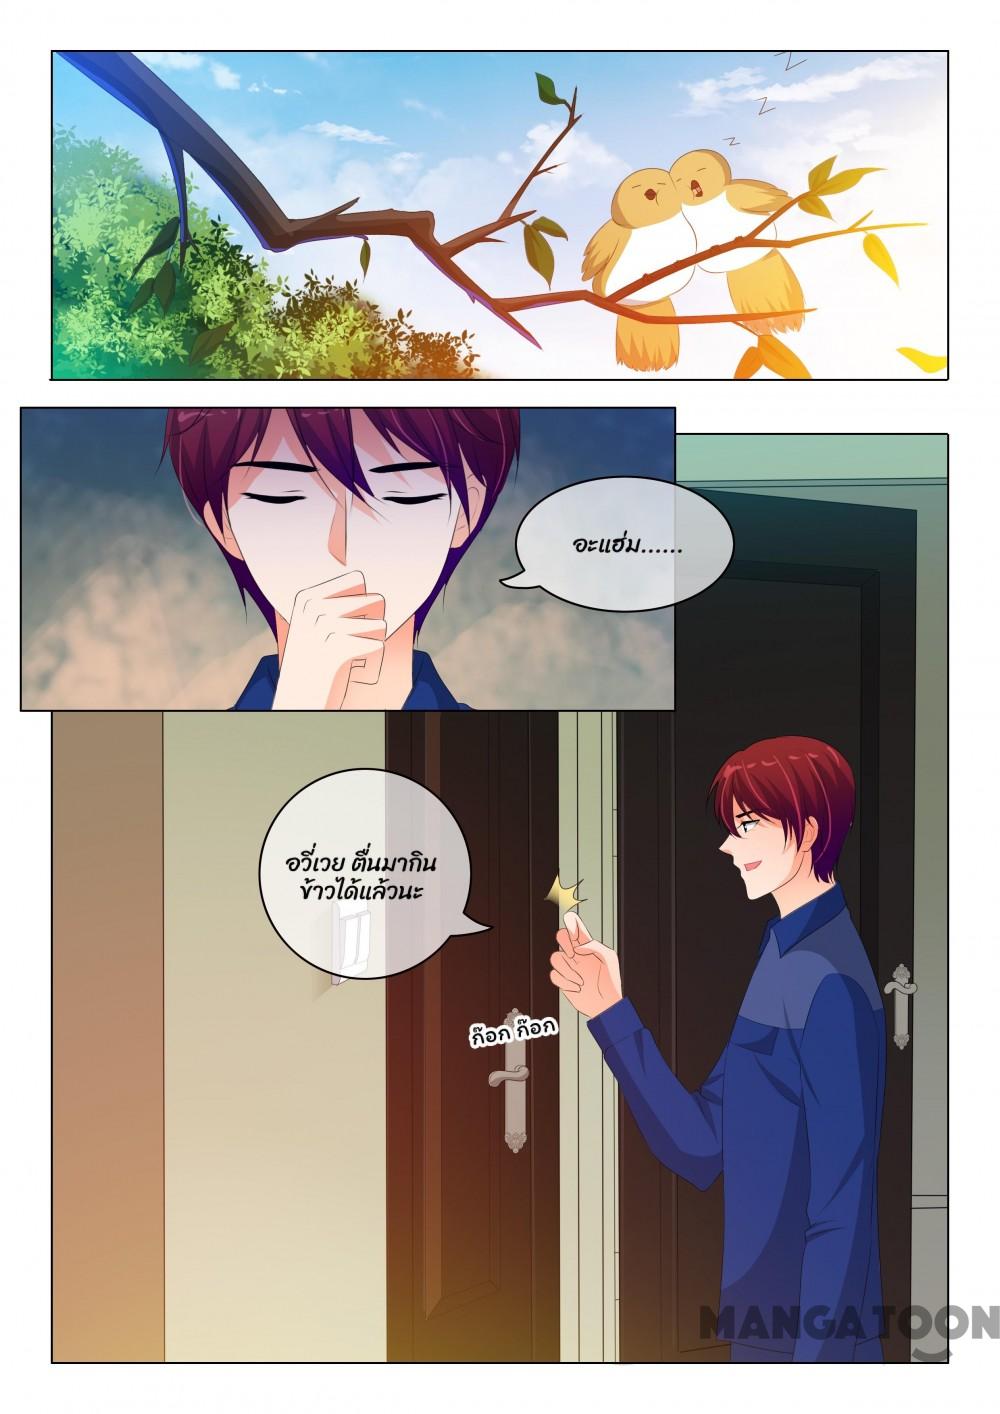 z
z
z
อะแฮ่ม......
อวี่เวย ตื่นมากิน
ข้าวได้แล้วนะ
ก๊อก ก๊อก
MANGATOON